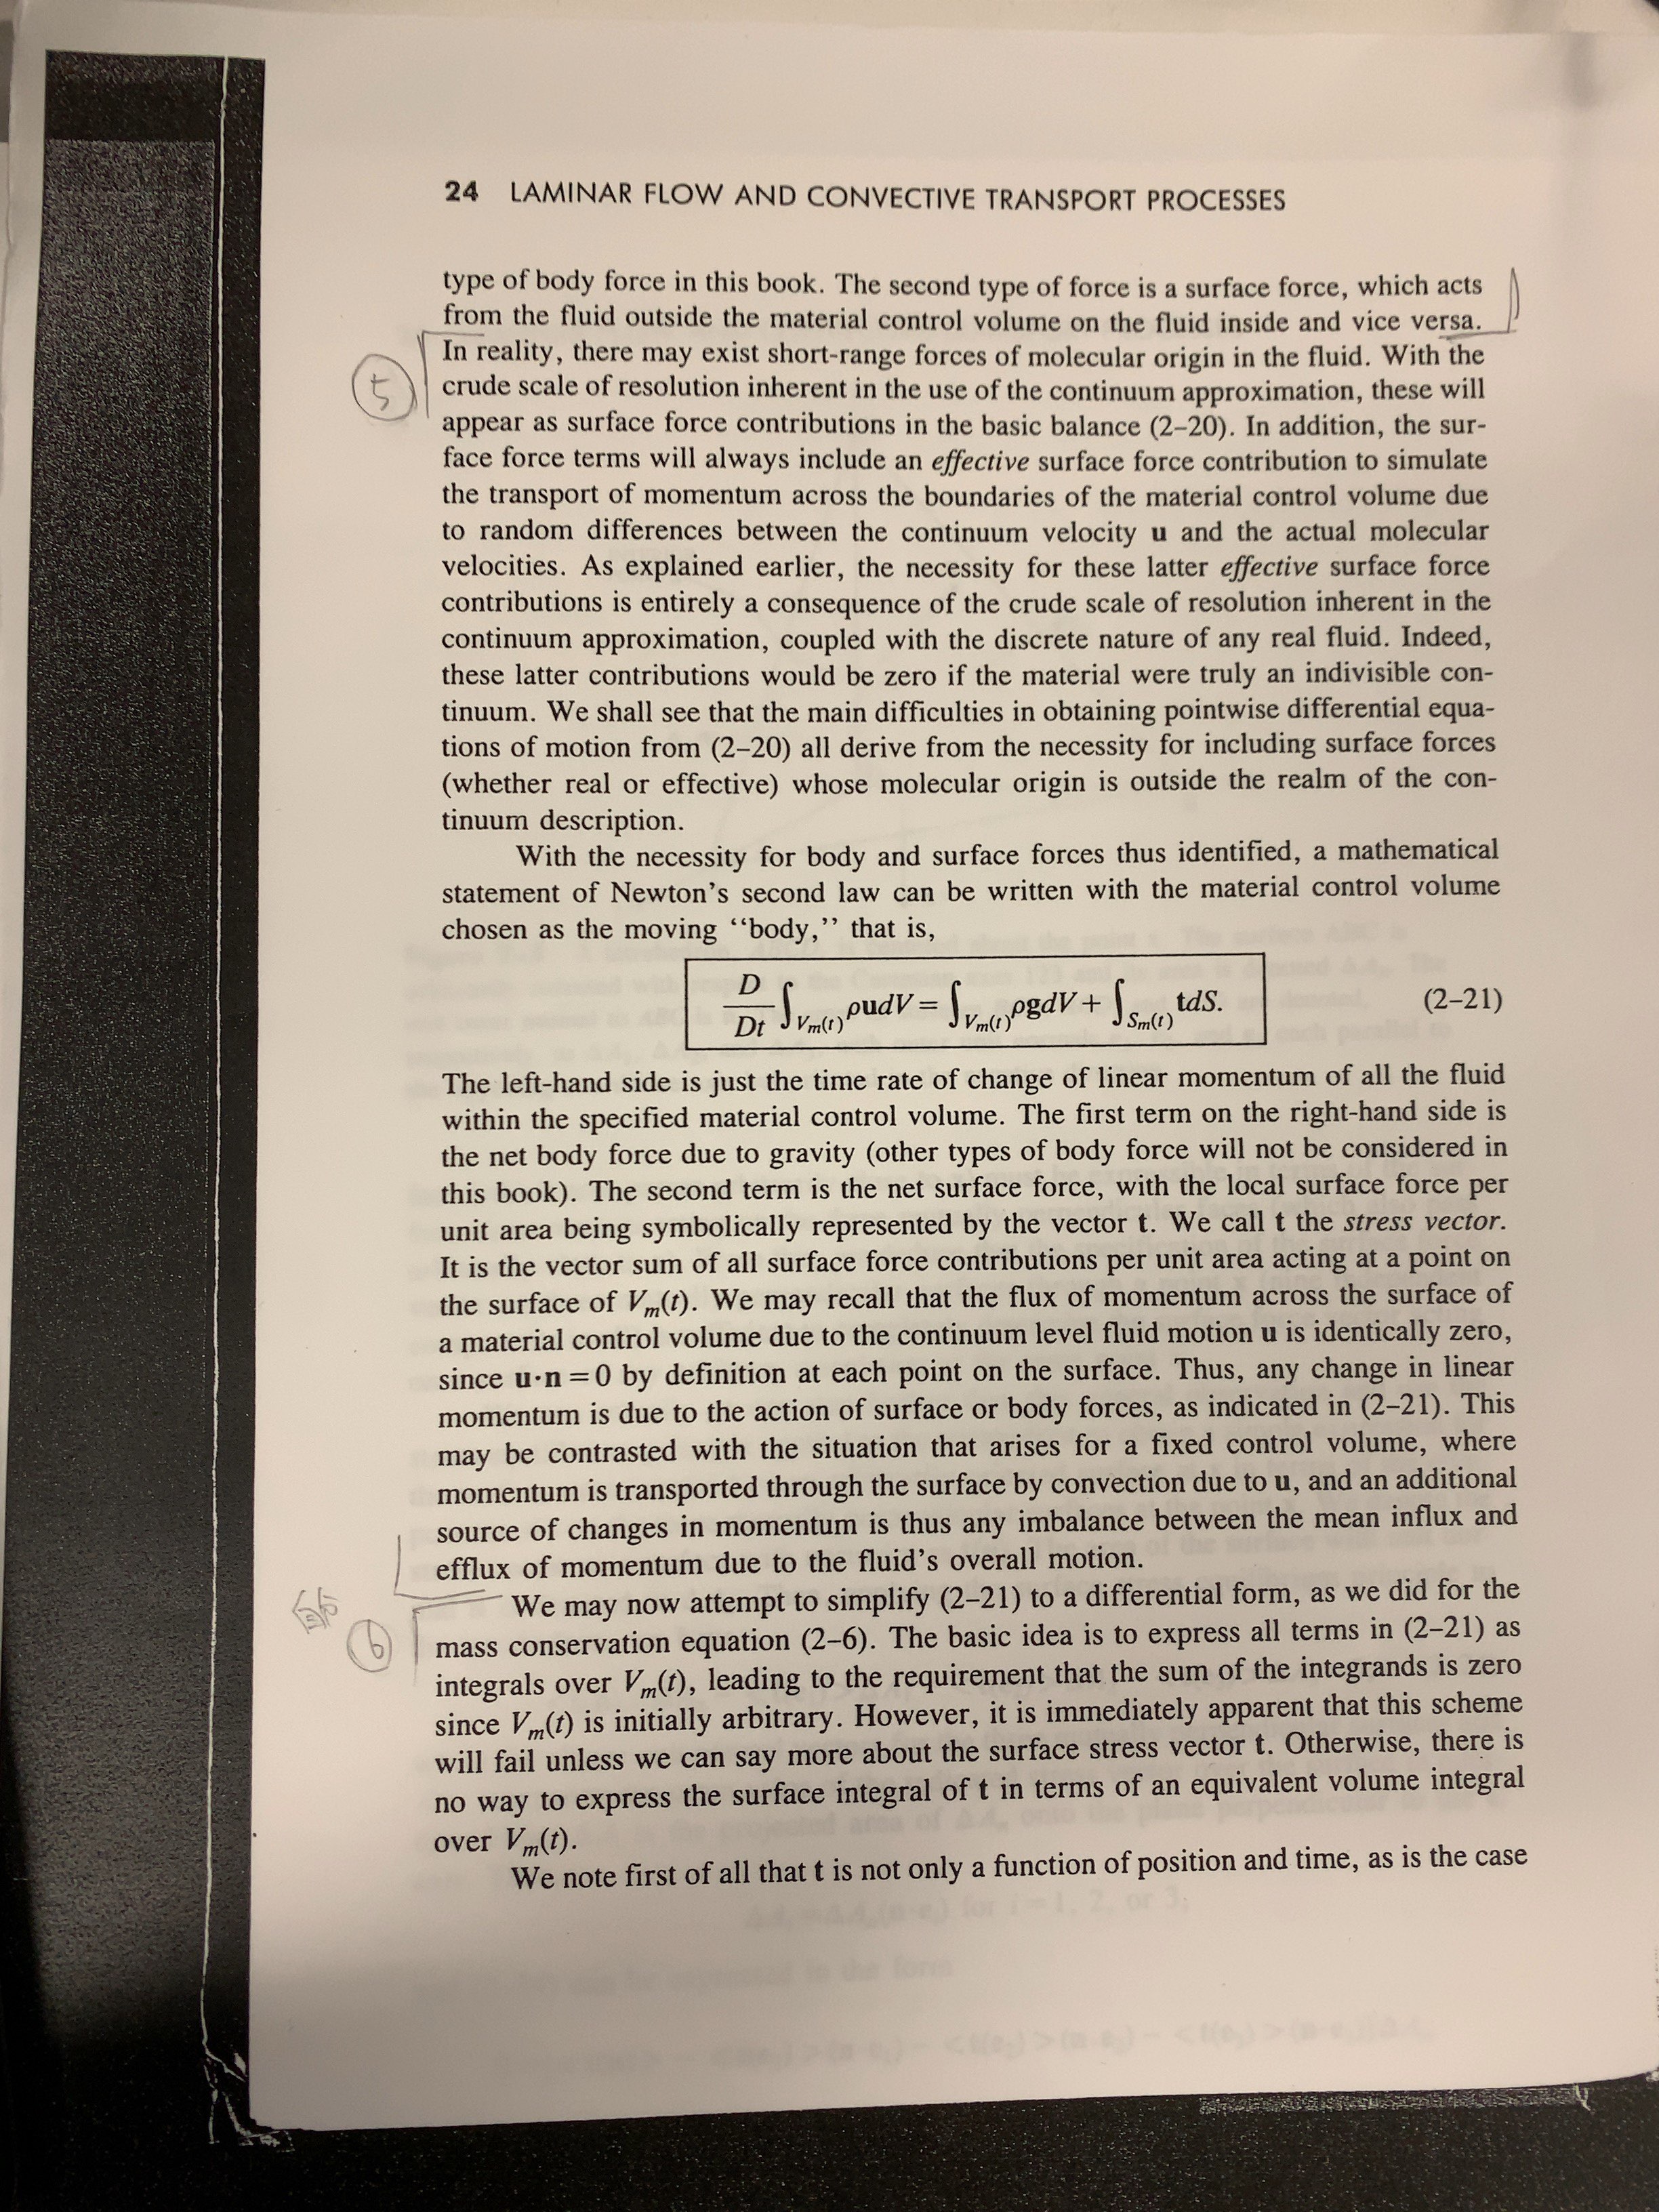 24 LAMINAR FLOW AND CONVECTIVE TRANSPORT PROCESSES
type of body force in this book. The second type of force is a surface force, which acts
from the fluid outside the material control volume on the fluid inside and vice versa.
5
In reality, there may exist short-range forces of molecular origin in the fluid. With the
crude scale of resolution inherent in the use of the continuum approximation, these will
appear as surface force contributions in the basic balance (2–20). In addition, the sur-
face force terms will always include an effective surface force contribution to simulate
the transport of momentum across the boundaries of the material control volume due
to random differences between the continuum velocity u and the actual molecular
velocities. As explained earlier, the necessity for these latter effective surface force
contributions is entirely a consequence of the crude scale of resolution inherent in the
continuum approximation, coupled with the discrete nature of any real fluid. Indeed,
these latter contributions would be zero if the material were truly an indivisible con-
tinuum. We shall see that the main difficulties in obtaining pointwise differential equa-
tions of motion from (2–20) all derive from the necessity for including surface forces
(whether real or effective) whose molecular origin is outside the realm of the con-
tinuum description.
With the necessity for body and surface forces thus identified, a mathematical
statement of Newton's second law can be written with the material control volume
chosen as the moving "body," that is,
D/Dt ∫Vm(t) ρudV = ∫Vm(t) ρgdV + ∫Sm(t) tdS. (2–21)
The left-hand side is just the time rate of change of linear momentum of all the fluid
within the specified material control volume. The first term on the right-hand side is
the net body force due to gravity (other types of body force will not be considered in
this book). The second term is the net surface force, with the local surface force per
unit area being symbolically represented by the vector t. We call t the stress vector.
It is the vector sum of all surface force contributions per unit area acting at a point on
the surface of Vm(t). We may recall that the flux of momentum across the surface of
a material control volume due to the continuum level fluid motion u is identically zero,
since u·n = 0 by definition at each point on the surface. Thus, any change in linear
momentum is due to the action of surface or body forces, as indicated in (2–21). This
may be contrasted with the situation that arises for a fixed control volume, where
momentum is transported through the surface by convection due to u, and an additional
source of changes in momentum is thus any imbalance between the mean influx and
efflux of momentum due to the fluid's overall motion.
6
We may now attempt to simplify (2–21) to a differential form, as we did for the
mass conservation equation (2–6). The basic idea is to express all terms in (2–21) as
integrals over Vm(t), leading to the requirement that the sum of the integrands is zero
since Vm(t) is initially arbitrary. However, it is immediately apparent that this scheme
will fail unless we can say more about the surface stress vector t. Otherwise, there is
no way to express the surface integral of t in terms of an equivalent volume integral
over Vm(t).
We note first of all that t is not only a function of position and time, as is the case